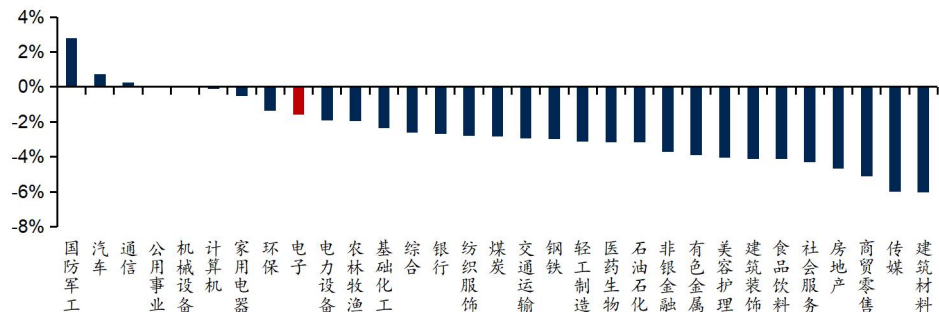 4%
2%
0%
-2%
-4%
-6%
-8%
国防军工
汽车
通信
公用事业
机械设备
计算机
家用电器
环保
电子
电力设备
农林牧渔
基础化工
综合
银行
纺织服饰
煤炭
交通运输
钢铁
轻工制造
医药生物
石油石化
非银金融
有色金属
美容护理
建筑装饰
食品饮料
社会服务
房地产
商贸零售
传媒
建筑材料